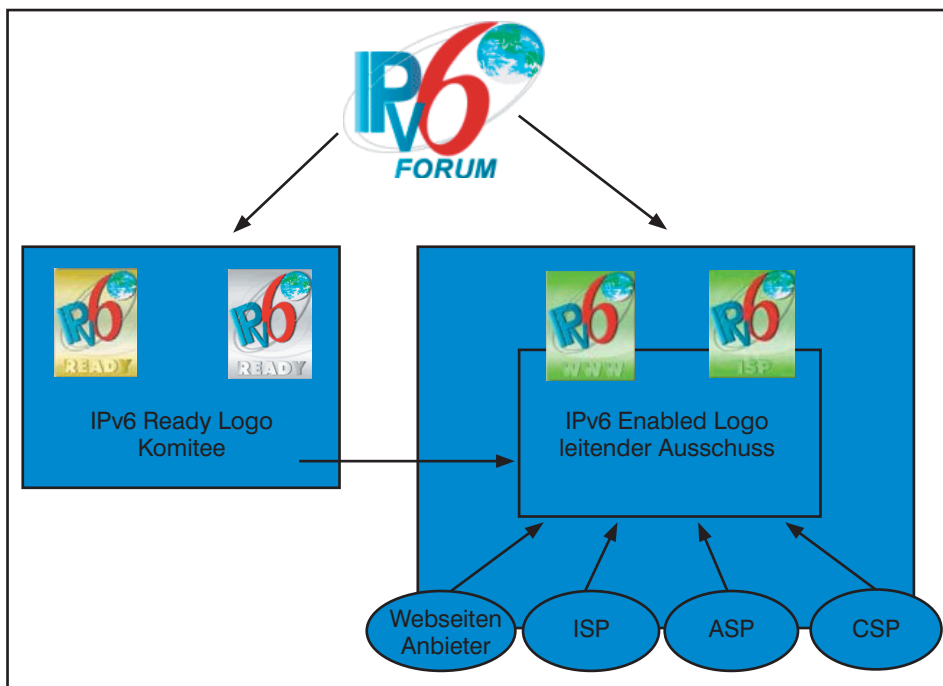 IPv6
FORUM
IPv6
READY
IPv6
READY
IPv6
WWW
IPv6
ISP
IPv6 Ready Logo
Komitee
IPv6 Enabled Logo
leitender Ausschuss
Webseiten
Anbieter
ISP
ASP
CSP